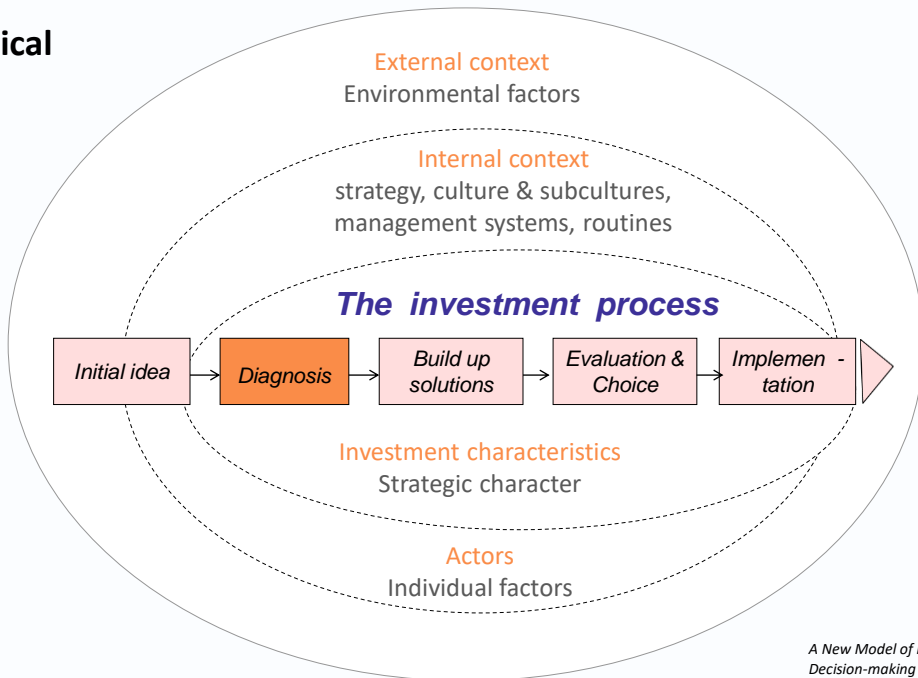 ical
External context
Environmental factors
Internal context
strategy, culture & subcultures,
management systems, routines
The investment process
Initial idea
Diagnosis
Build up
solutions
Evaluation &
Choice
Implemen -
tation
Investment characteristics
Strategic character
Actors
Individual factors
A New Model of
Decision-making